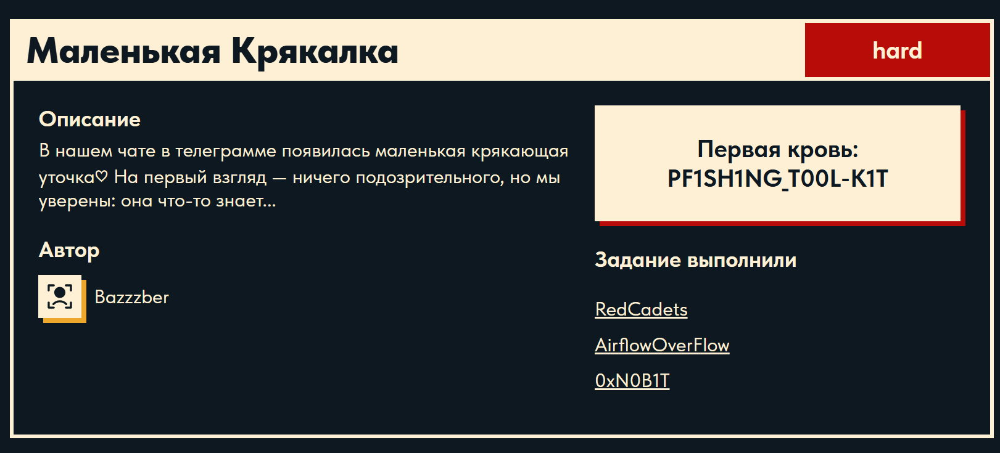 Маленькая Крякалка
hard
Описание
В нашем чате в телеграмме появилась маленькая крякающая
уточка♡ На первый взгляд — ничего подозрительного, но мы
уверены: она что-то знает...
Автор
Bazzzber
Первая кровь:
PF1SH1NG_T00L-K1T
Задание выполнили
RedCadets
AirflowOverFlow
0xN0B1T